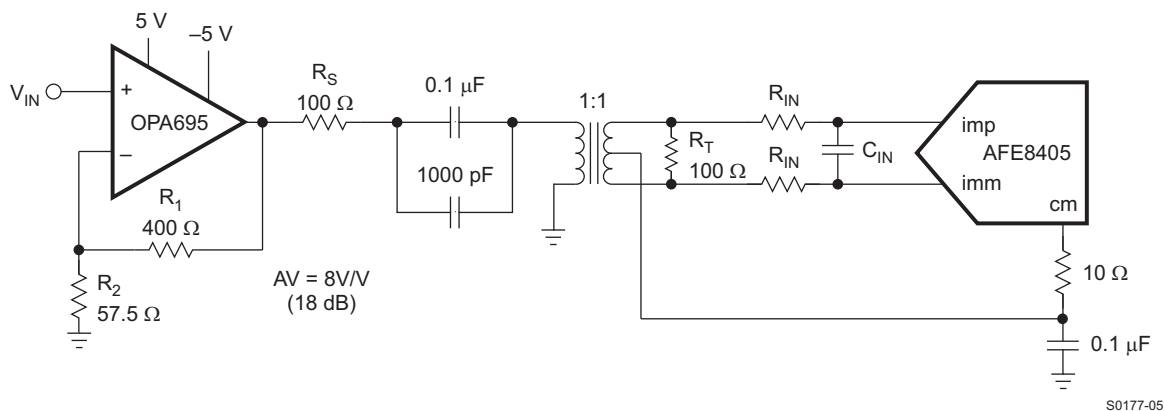 5 V
–5 V
V_IN
+
OPA695
–
R_S
100 Ω
0.1 μF
1000 pF
1:1
R_T
100 Ω
R_IN
R_IN
C_IN
imp
AFE8405
imm
cm
R_1
400 Ω
R_2
57.5 Ω
AV = 8V/V
(18 dB)
10 Ω
0.1 μF
S0177-05